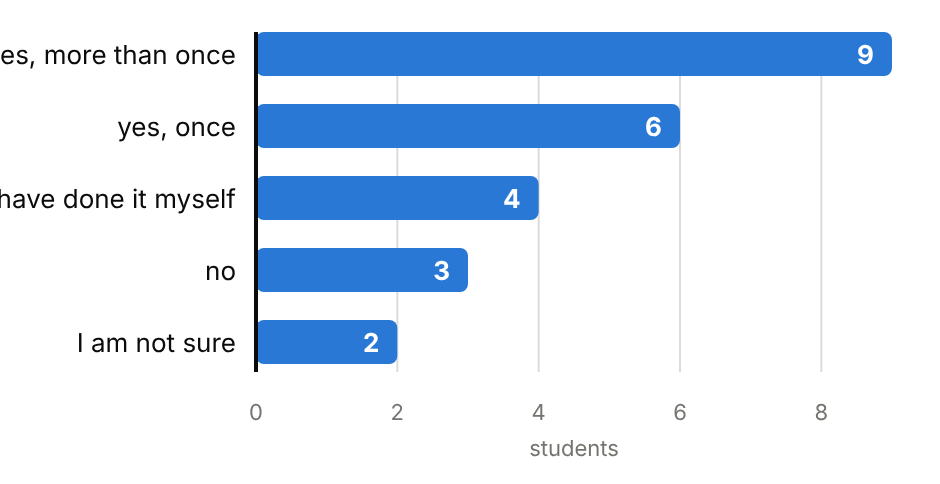 es, more than once 9
yes, once 6
have done it myself 4
no 3
I am not sure 2
0 2 4 6 8
students